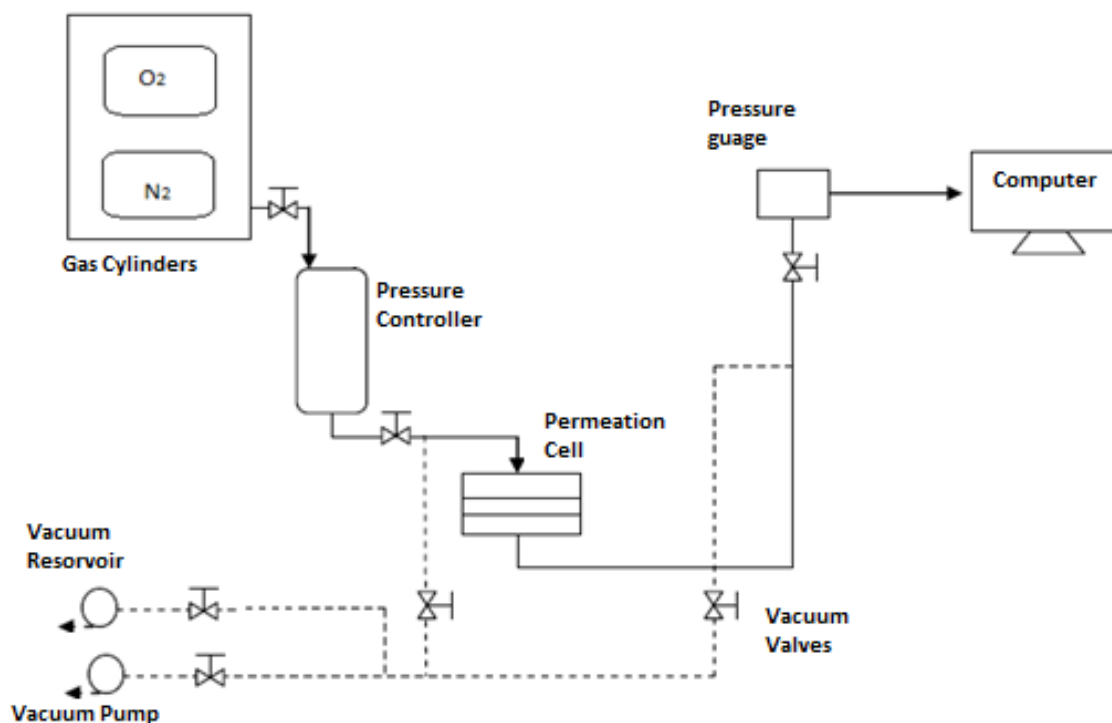 O2
N2
Gas Cylinders
Pressure
Controller
Pressure
guage
Computer
Permeation
Cell
Vacuum
Resorvoir
Vacuum
Valves
Vacuum Pump